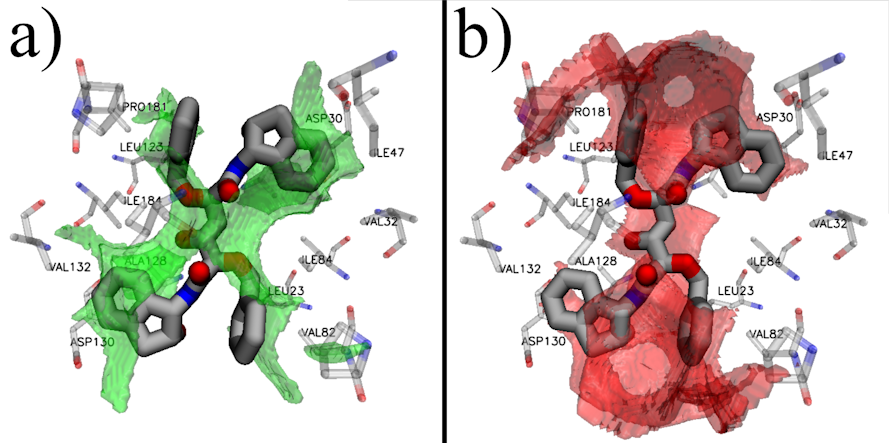 a)
PRO181
ASP30
LEU123
ILE47
ILE184
VAL32
VAL132
ALA128
ILE84
LEU23
ASP130
VAL82
b)
PRO181
ASP30
LEU123
ILE47
ILE184
VAL32
VAL132
ALA128
ILE84
LEU23
ASP130
VAL82